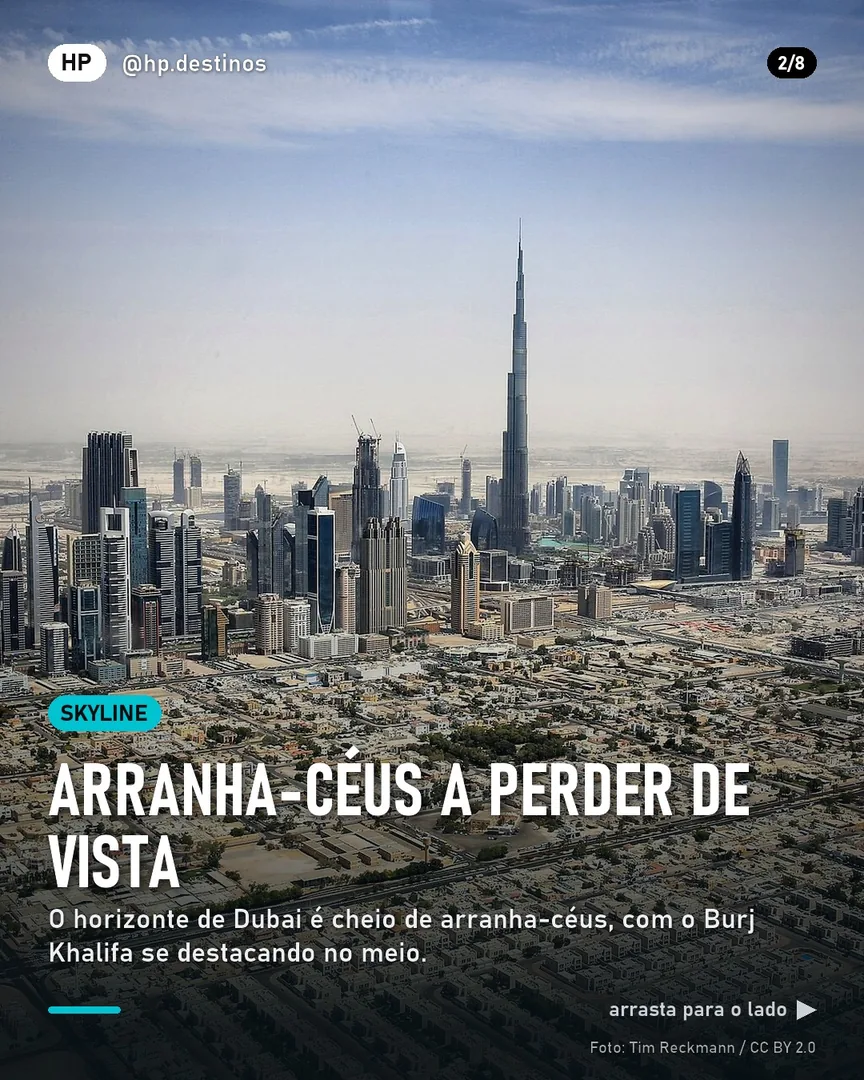 HP @hp.destinos 2/8
SKYLINE
ARRANHA-CÉUS A PERDER DE
VISTA
O horizonte de Dubai é cheio de arranha-céus, com o Burj
Khalifa se destacando no meio.
arrasta para o lado ▶
Foto: Tim Reckmann / CC BY 2.0